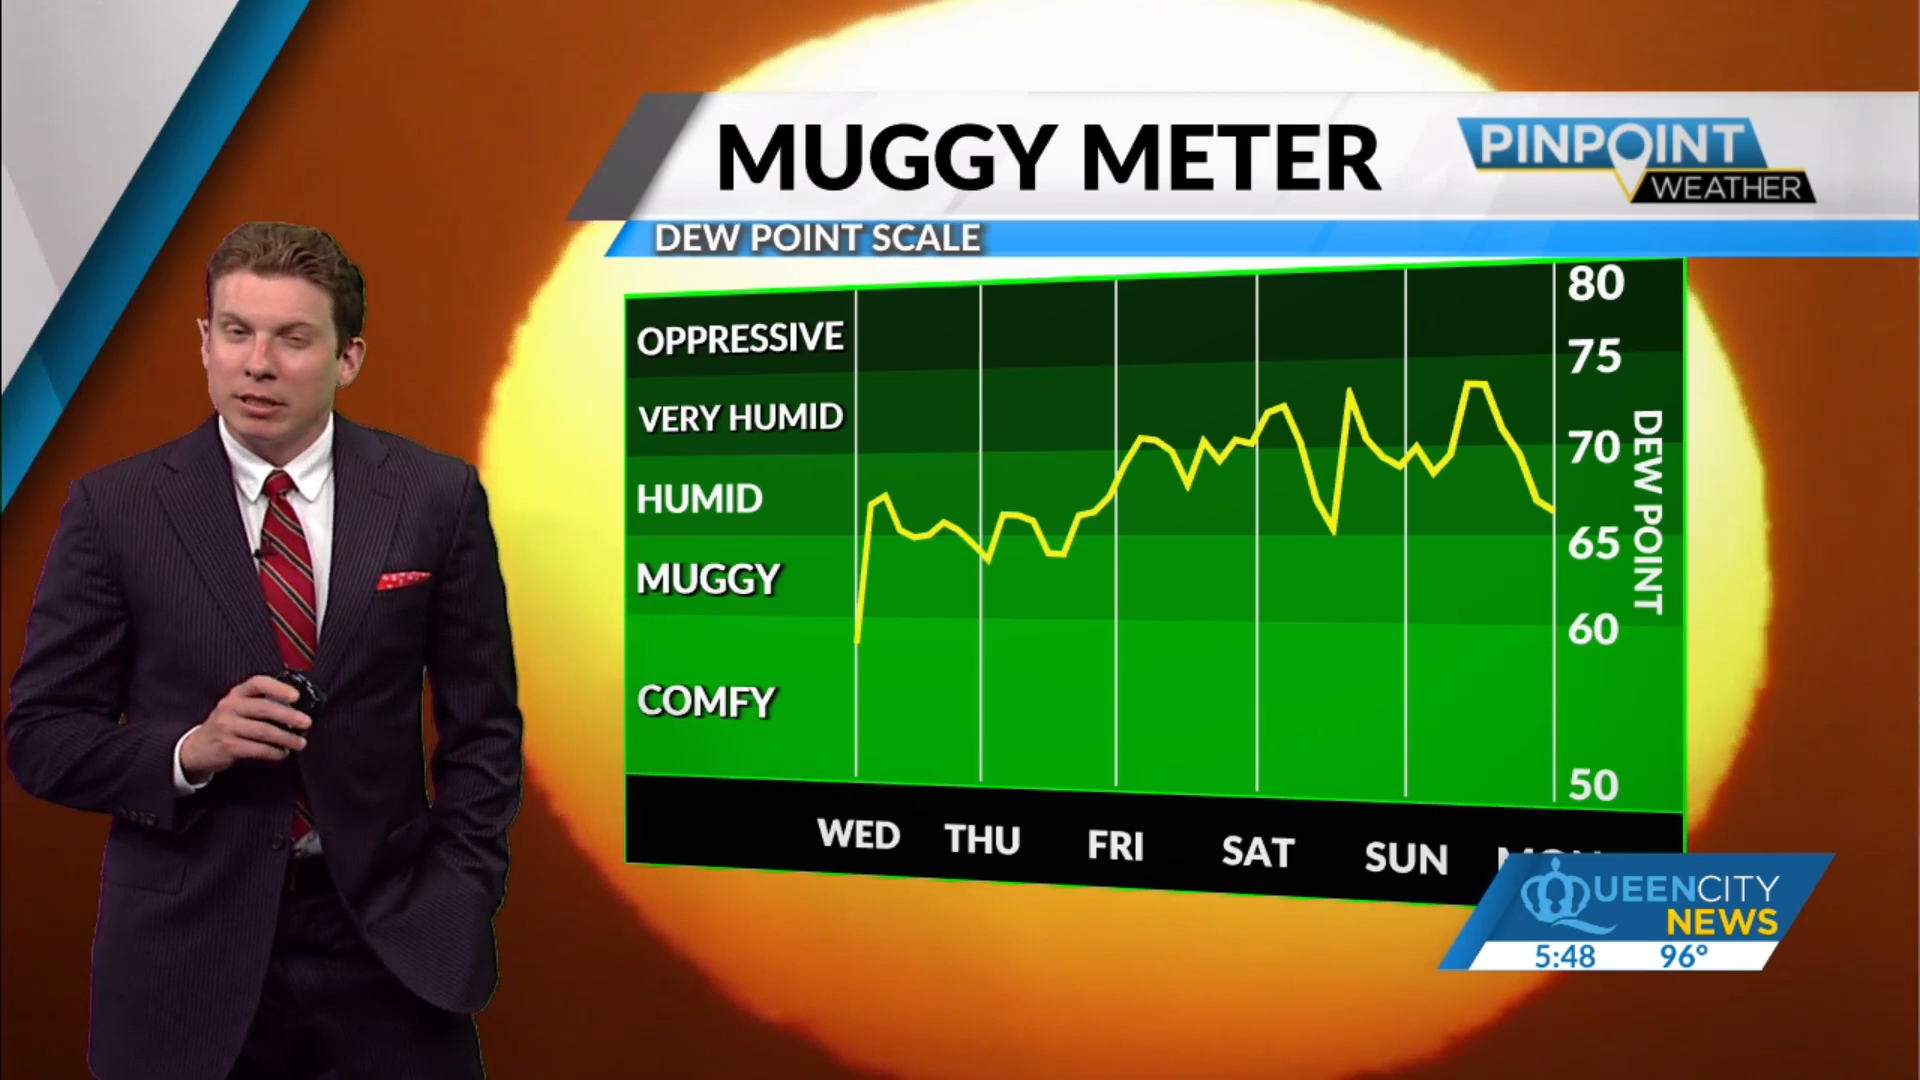 MUGGY METER
PINPOINT
WEATHER
DEW POINT SCALE
OPPRESSIVE
VERY HUMID
HUMID
MUGGY
COMFY
80
75
70
65
60
50
DEW POINT
WED THU FRI SAT SUN
QUEENCITY
NEWS
5:48 96°